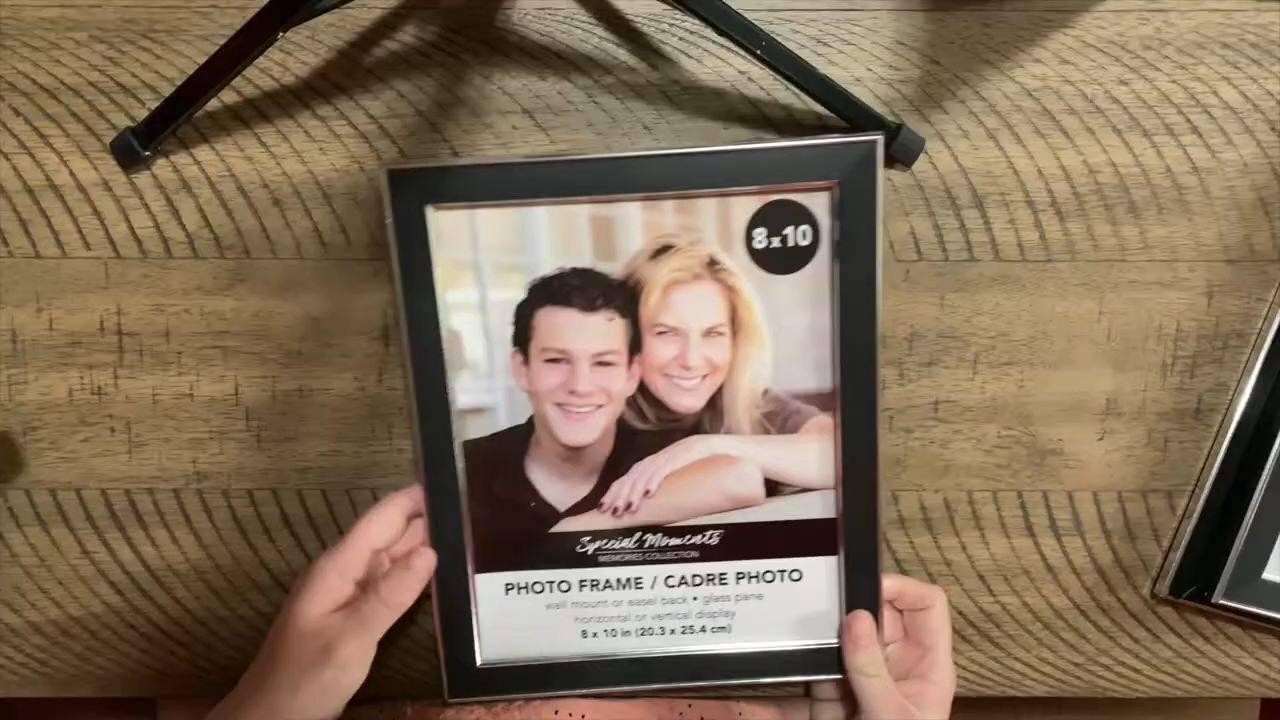 8x10
Special Moments
MEMORIES COLLECTION
PHOTO FRAME / CADRE PHOTO
wall mount or easel back • glass pane
horizontal or vertical display
8 x 10 in (20.3 x 25.4 cm)